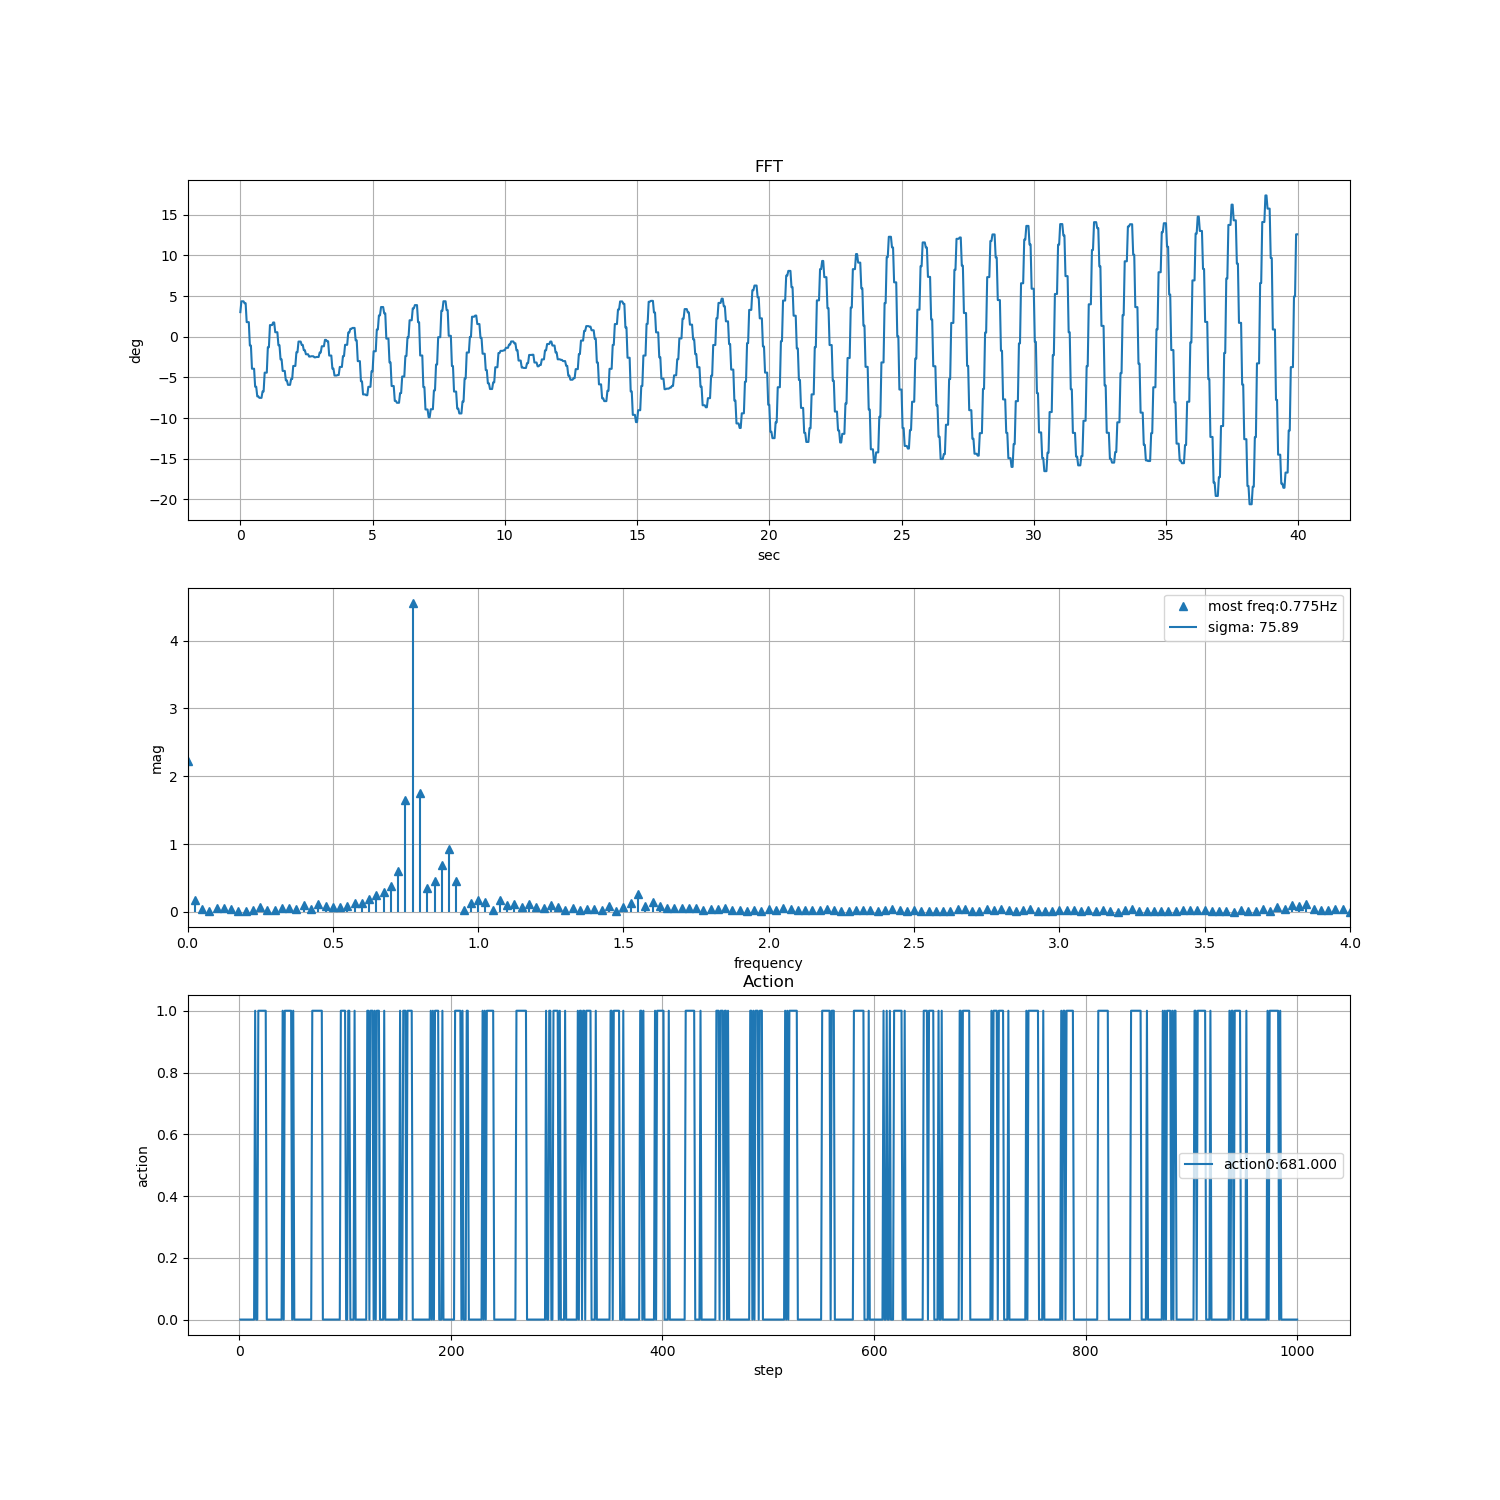 FFT
15
10
5
0
−5
−10
−15
−20
deg
0 5 10 15 20 25 30 35 40
sec
most freq:0.775Hz
sigma: 75.89
4
3
2
1
0
mag
0.0 0.5 1.0 1.5 2.0 2.5 3.0 3.5 4.0
frequency
Action
1.0
0.8
0.6
0.4
0.2
0.0
action
action0:681.000
0 200 400 600 800 1000
step